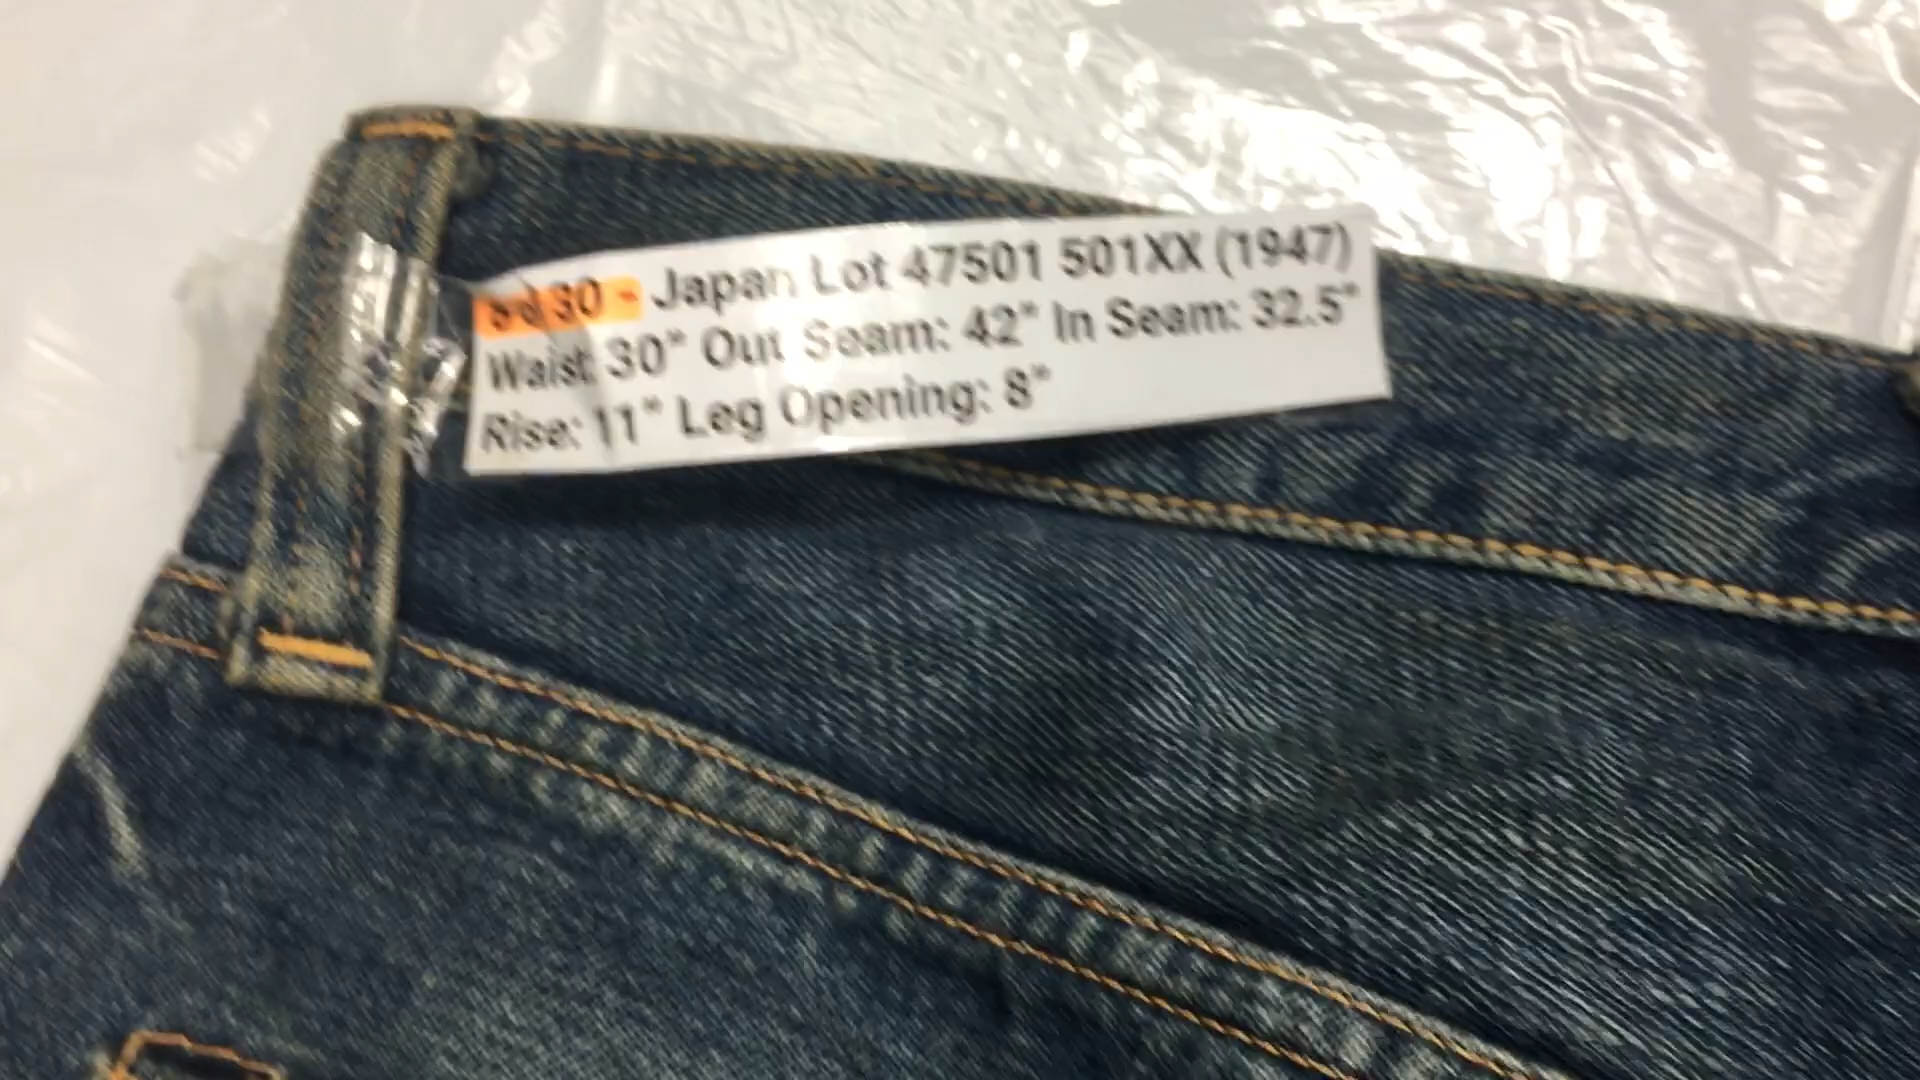 - Japan Lot 47501 501XX (1947)
Waist 30" Out Seam: 42" In Seam: 32.5"
Rise: 11" Leg Opening: 8"